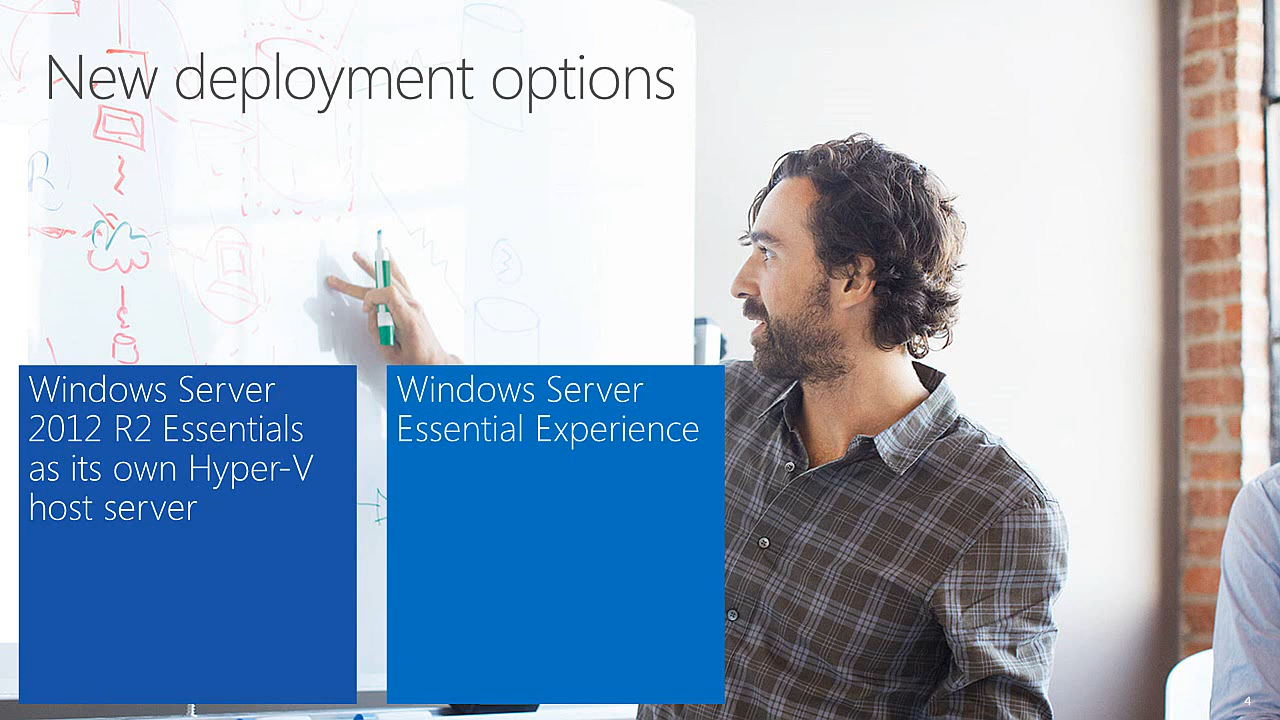 New deployment options
Windows Server
2012 R2 Essentials
as its own Hyper-V
host server
Windows Server
Essential Experience
4